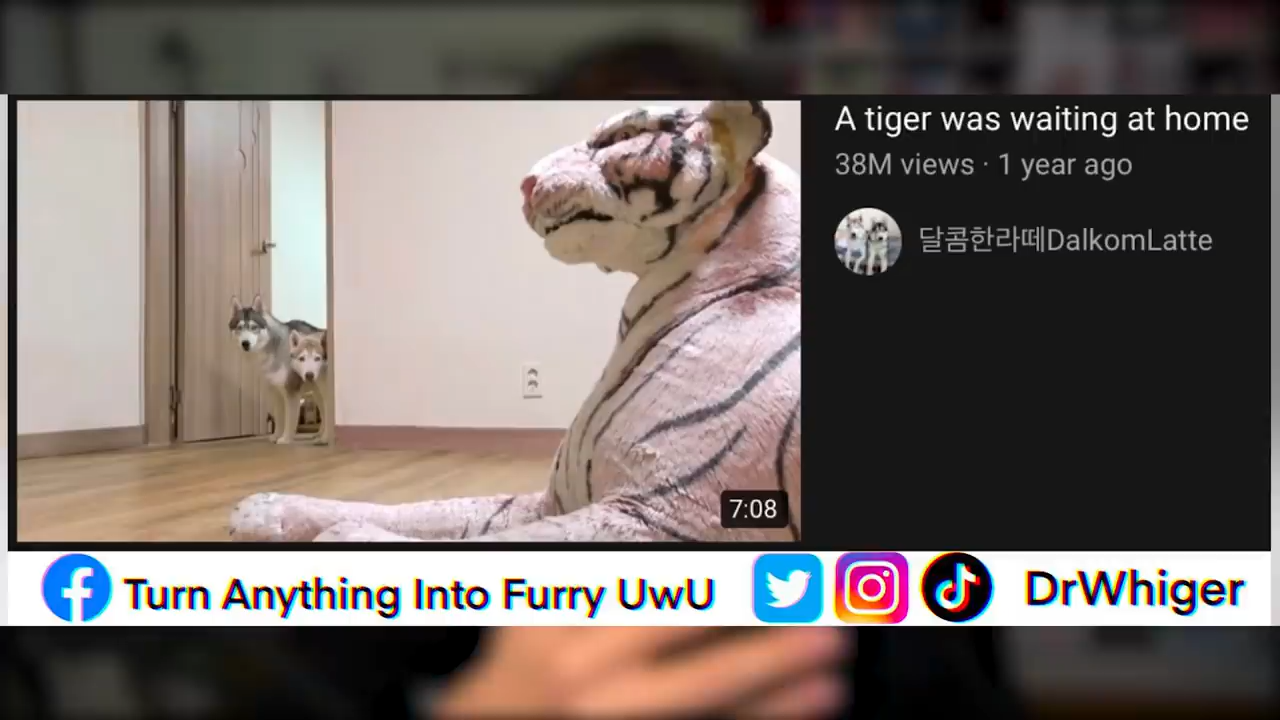 A tiger was waiting at home
38M views · 1 year ago
달콤한라떼DalkomLatte
7:08
Turn Anything Into Furry UwU
DrWhiger